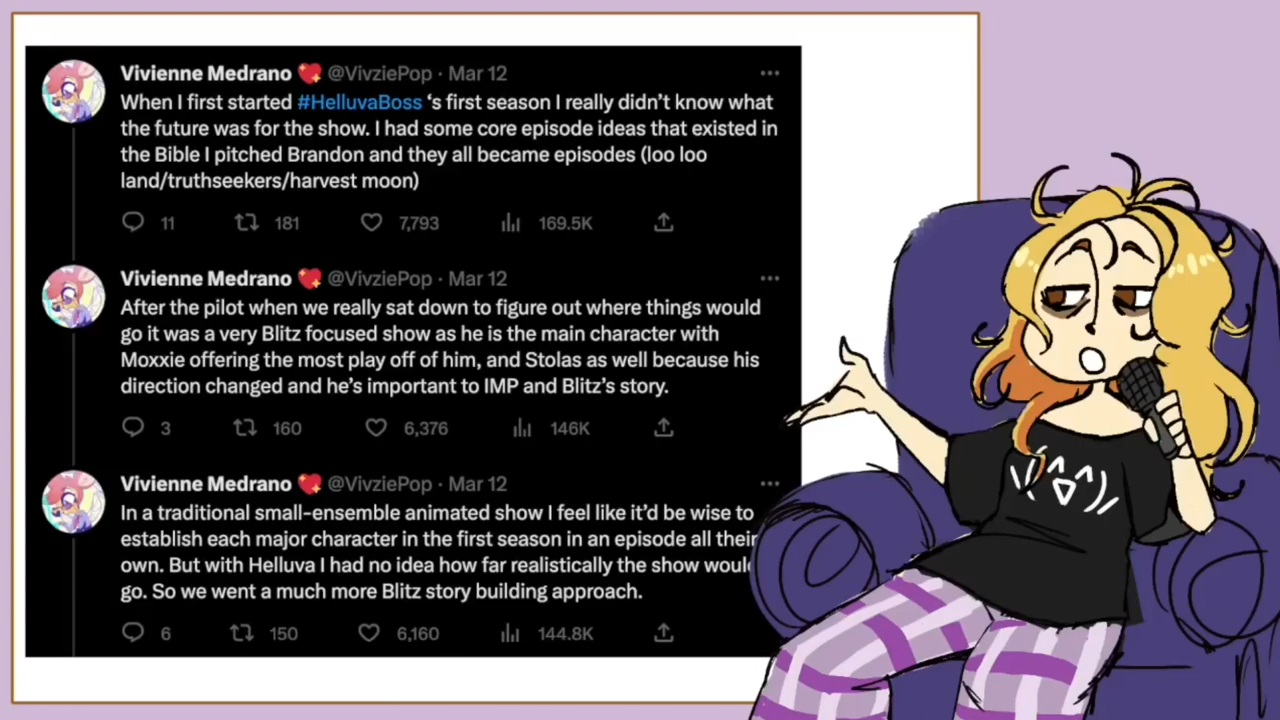 Vivienne Medrano 💖 @VivziePop · Mar 12
When I first started #HelluvaBoss ‘s first season I really didn’t know what
the future was for the show. I had some core episode ideas that existed in
the Bible I pitched Brandon and they all became episodes (loo loo
land/truthseekers/harvest moon)
11 181 7,793 169.5K
Vivienne Medrano 💖 @VivziePop · Mar 12
After the pilot when we really sat down to figure out where things would
go it was a very Blitz focused show as he is the main character with
Moxxie offering the most play off of him, and Stolas as well because his
direction changed and he’s important to IMP and Blitz’s story.
3 160 6,376 146K
Vivienne Medrano 💖 @VivziePop · Mar 12
In a traditional small-ensemble animated show I feel like it’d be wise to
establish each major character in the first season in an episode all their
own. But with Helluva I had no idea how far realistically the show would
go. So we went a much more Blitz story building approach.
6 150 6,160 144.8K